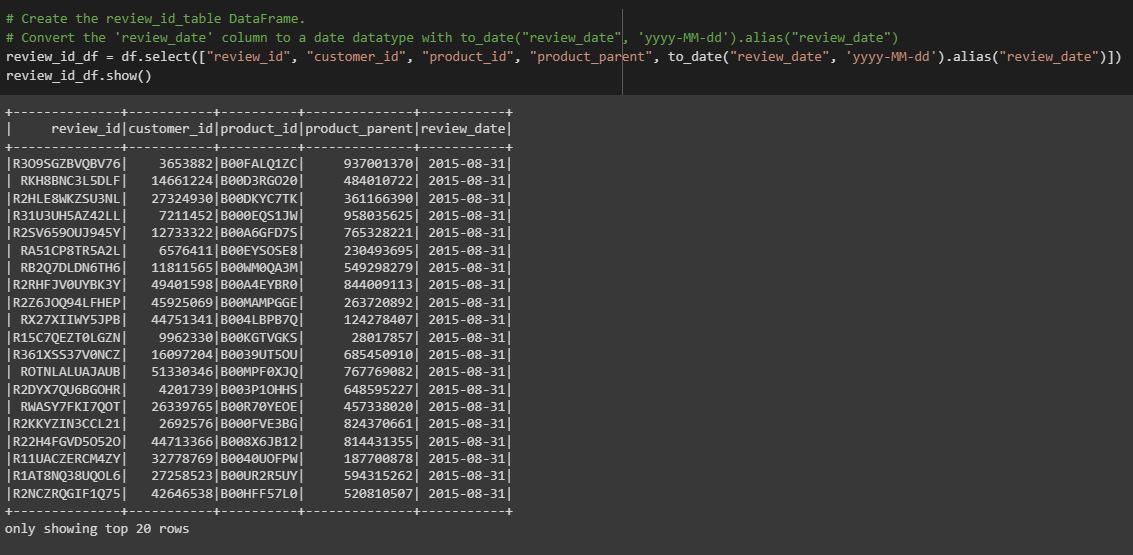 # Create the review_id_table DataFrame.
# Convert the 'review_date' column to a date datatype with to_date("review_date", 'yyyy-MM-dd').alias("review_date")
review_id_df = df.select(["review_id", "customer_id", "product_id", "product_parent", to_date("review_date", 'yyyy-MM-dd').alias("review_date")])
review_id_df.show()
+--------------+-----------+----------+--------------+-----------+
|     review_id|customer_id|product_id|product_parent|review_date|
+--------------+-----------+----------+--------------+-----------+
|R3O9SGZBVQBV76|    3653882|B00FALQ1ZC|     937001370| 2015-08-31|
| RKH8BNC3L5DLF|   14661224|B00D3RGO20|     484010722| 2015-08-31|
|R2HLE8WKZSU3NL|   27324930|B00DKYC7TK|     361166390| 2015-08-31|
|R31U3UH5AZ42LL|    7211452|B000EQS1JW|     958035625| 2015-08-31|
|R2SV659OUJ945Y|   12733322|B00A6GFD7S|     765328221| 2015-08-31|
| RA51CP8TR5A2L|    6576411|B00EYSOSE8|     230493695| 2015-08-31|
| RB2Q7DLDN6TH6|   11811565|B00WM0QA3M|     549298279| 2015-08-31|
|R2RHFJV0UYBK3Y|   49401598|B00A4EYBR0|     844009113| 2015-08-31|
|R2Z6JOQ94LFHEP|   45925069|B00MAMPGGE|     263720892| 2015-08-31|
| RX27XIIWY5JPB|   44751341|B004LBPB7Q|     124278407| 2015-08-31|
|R15C7QEZT0LGZN|    9962330|B00KGTVGKS|      28017857| 2015-08-31|
|R361XSS37V0NCZ|   16097204|B0039UT5OU|     685450910| 2015-08-31|
| ROTNLALUAJAUB|   51330346|B00MPF0XJQ|     767769082| 2015-08-31|
|R2DYX7QU6BGOHR|    4201739|B003P1OHHS|     648595227| 2015-08-31|
| RWASY7FKI7QOT|   26339765|B00R70YEOE|     457338020| 2015-08-31|
|R2KKYZIN3CCL21|    2692576|B000FVE3BG|     824370661| 2015-08-31|
|R22H4FGVD5O52O|   44713366|B008X6JB12|     814431355| 2015-08-31|
|R11UACZERCM4ZY|   32778769|B0040UOFPW|     187700878| 2015-08-31|
|R1AT8NQ38UQOL6|   27258523|B00UR2R5UY|     594315262| 2015-08-31|
|R2NCZRQGIF1Q75|   42646538|B00HFF57L0|     520810507| 2015-08-31|
+--------------+-----------+----------+--------------+-----------+
only showing top 20 rows